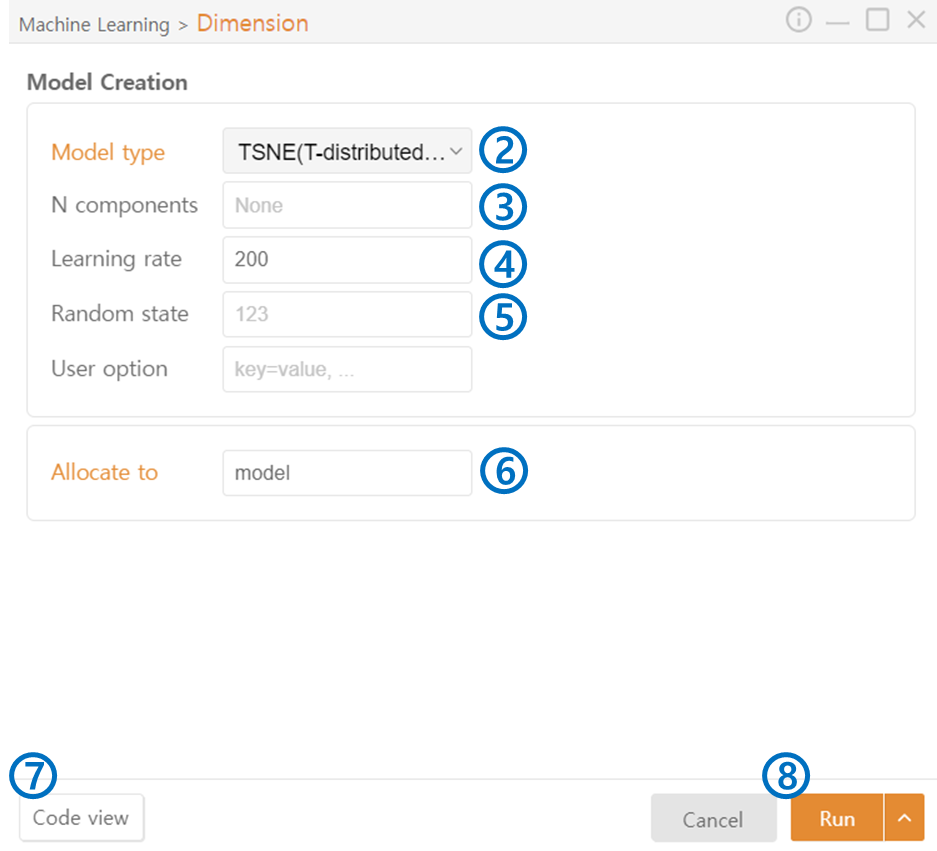 Machine Learning > Dimension
Model Creation
Model type TSNE(T-distributed... ②
N components None ③
Learning rate 200 ④
Random state 123 ⑤
User option key=value, ...
Allocate to model ⑥
⑦ ⑧
Code view Cancel Run